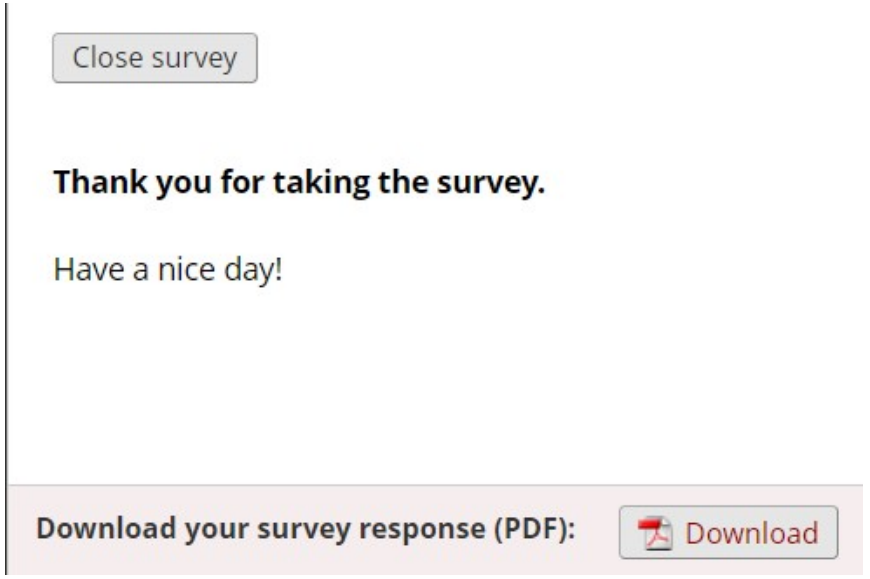 Close survey
Thank you for taking the survey.
Have a nice day!
Download your survey response (PDF): Download